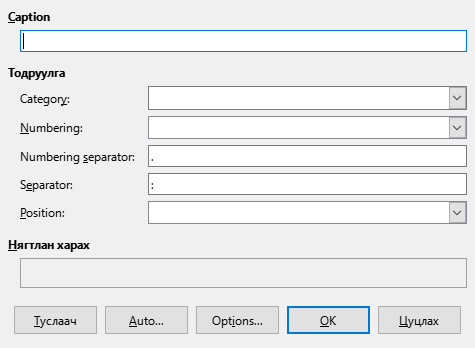 Caption
Тодруулга
Category:
Numbering:
Numbering separator: .
Separator: :
Position:
Нягтлан харах
Туслаач Auto... Options... OK Цуцлах